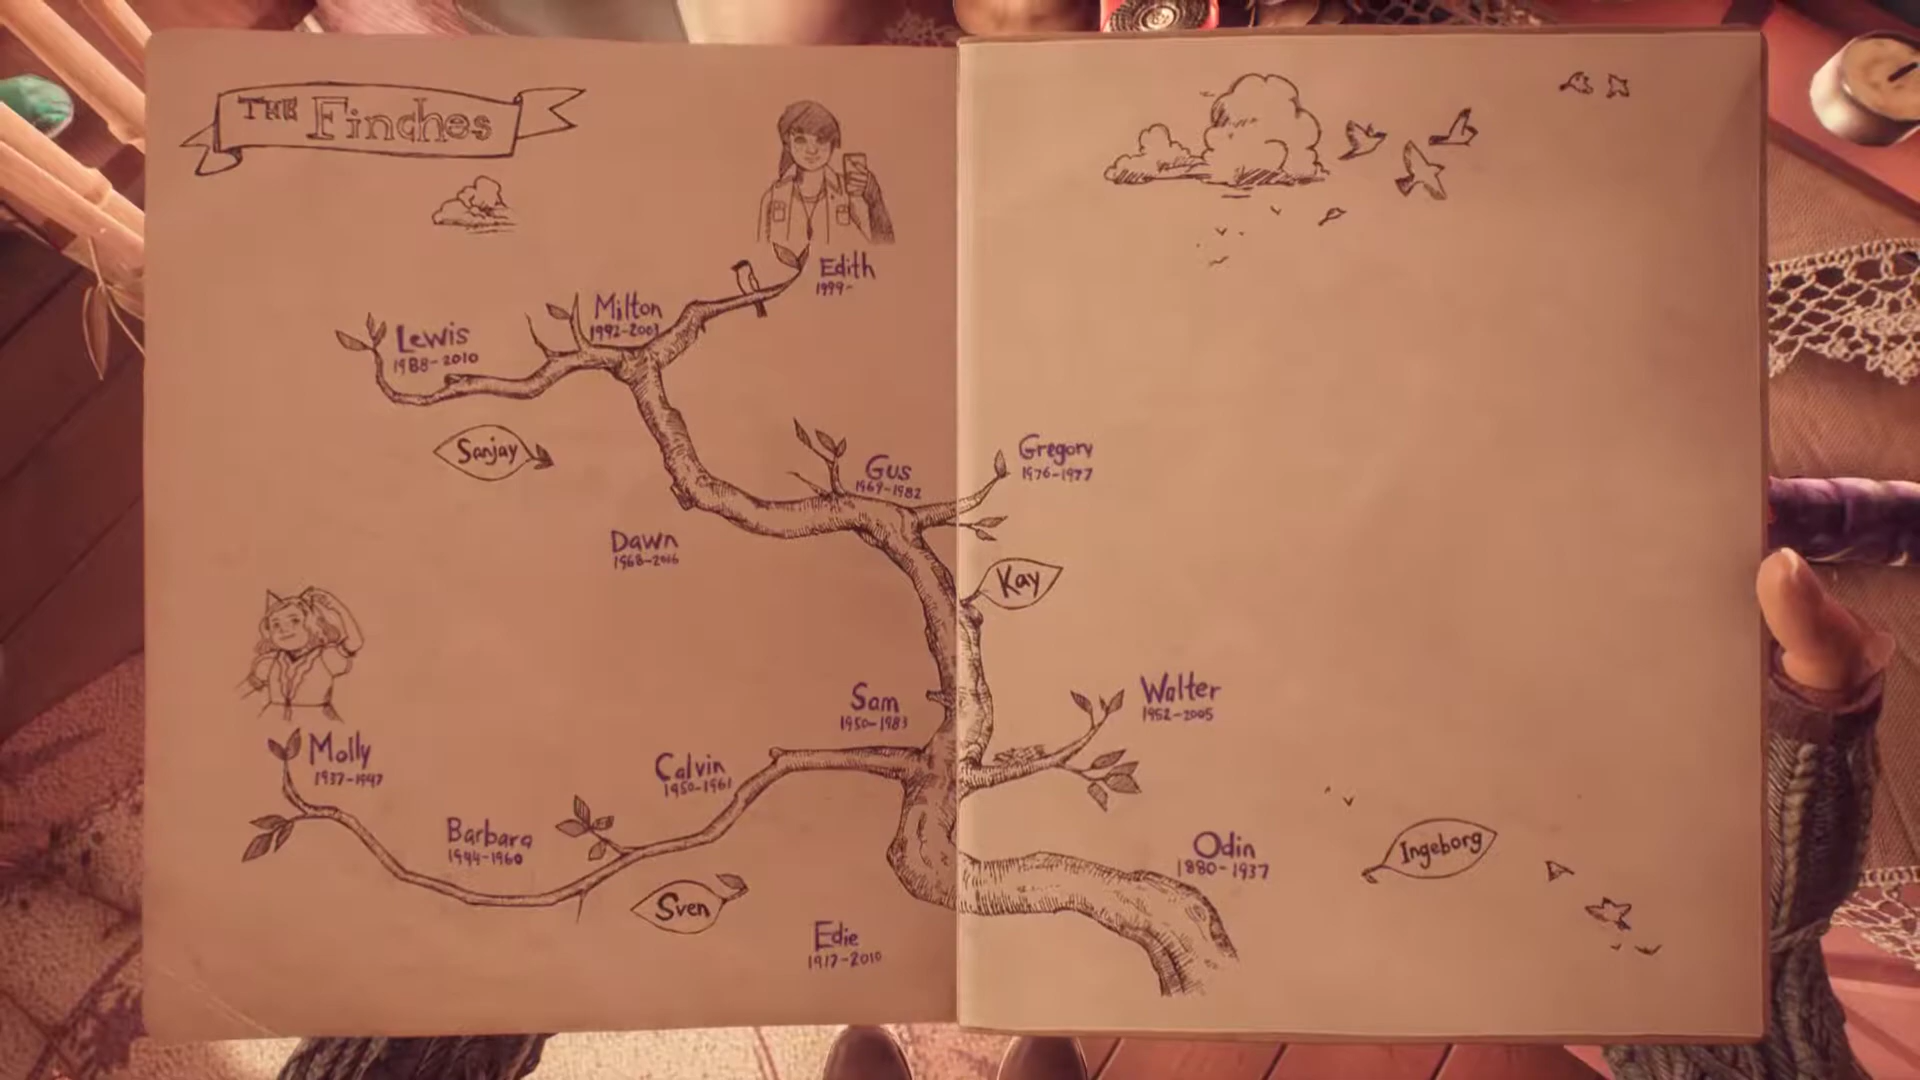 THE Finches
Edith
1999-
Milton
1992-2003
Lewis
1988-2010
Sanjay
Gus
1969-1982
Gregory
1976-1977
Dawn
1968-2016
Kay
Sam
1950-1983
Walter
1952-2005
Molly
1937-1947
Calvin
1950-1961
Barbara
1944-1960
Odin
1880-1937
Ingeborg
Sven
Edie
1917-2010